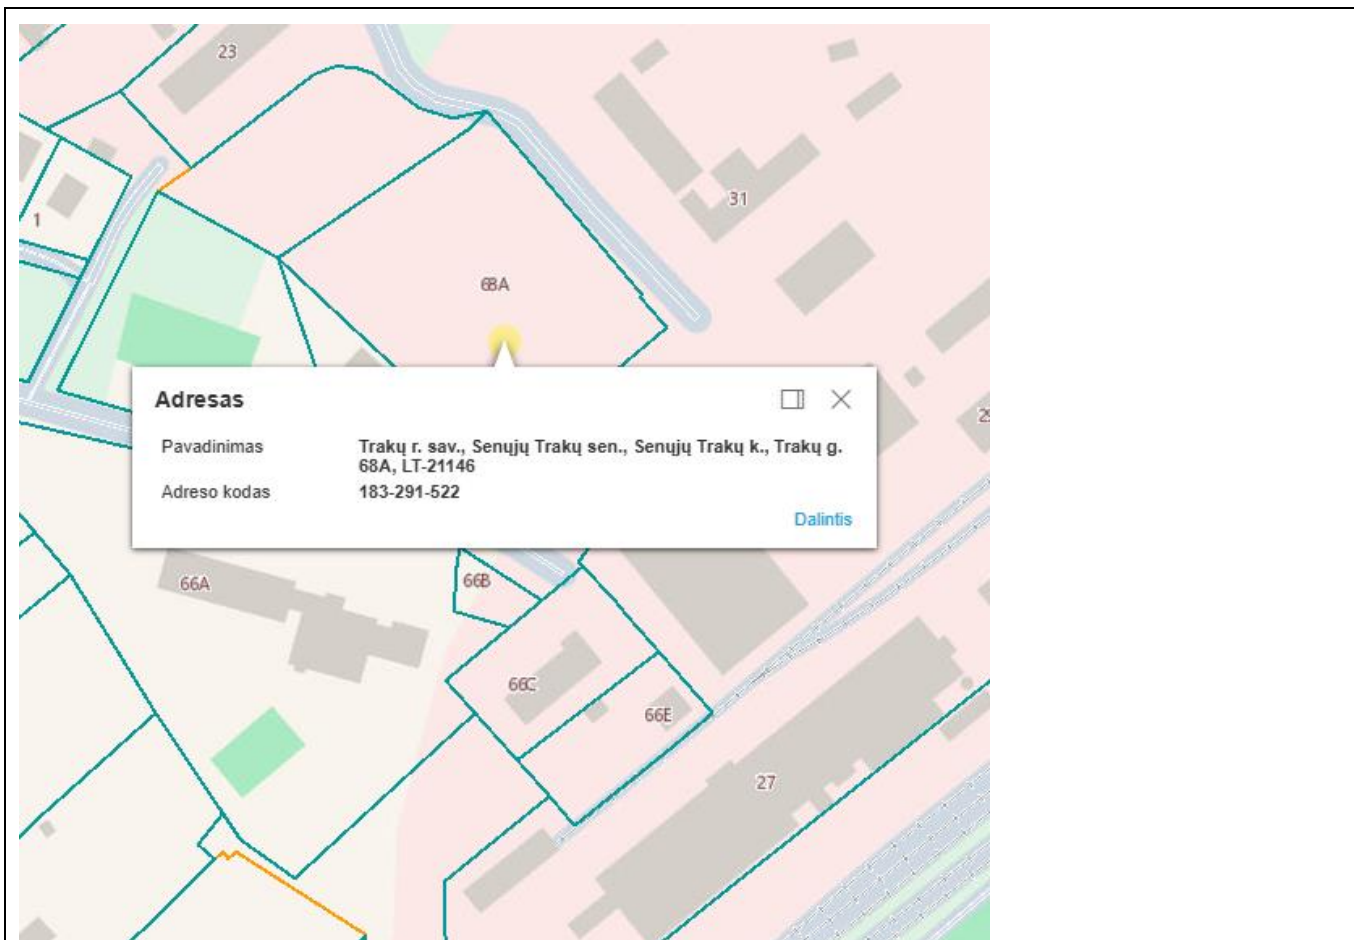 23
31
1
68A
Adresas
Pavadinimas Trakų r. sav., Senųjų Trakų sen., Senųjų Trakų k., Trakų g.
68A, LT-21146
Adreso kodas 183-291-522
Dalintis
66A
66B
66C
66E
27